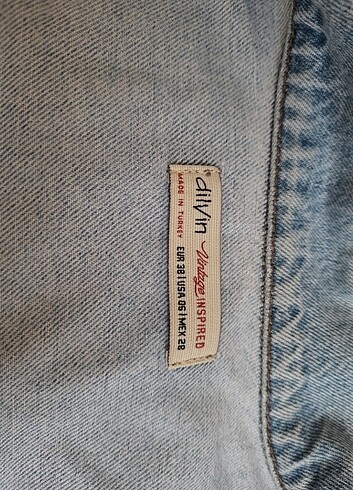 dilvin Vintage INSPIRED
EUR 38 | USA 06 | MEX 28
MADE IN TURKEY